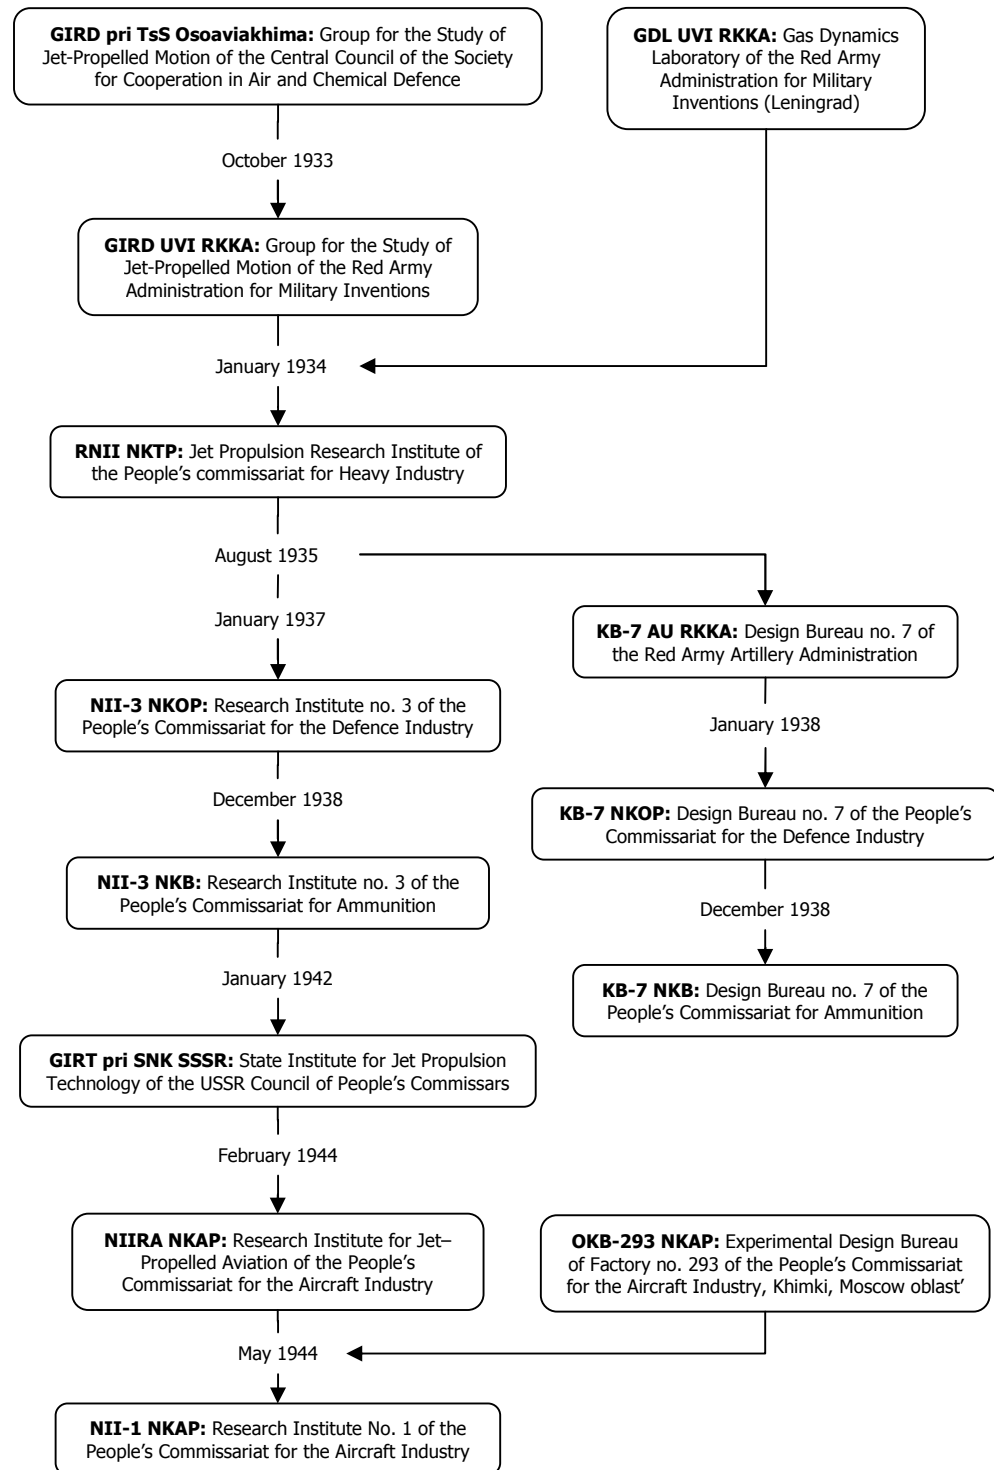 GIRD pri TsS Osoaviakhima: Group for the Study of
Jet-Propelled Motion of the Central Council of the Society
for Cooperation in Air and Chemical Defence
GDL UVI RKKA: Gas Dynamics
Laboratory of the Red Army
Administration for Military
Inventions (Leningrad)
October 1933
GIRD UVI RKKA: Group for the Study of
Jet-Propelled Motion of the Red Army
Administration for Military Inventions
January 1934
RNII NKTP: Jet Propulsion Research Institute of
the People’s commissariat for Heavy Industry
August 1935
January 1937
KB-7 AU RKKA: Design Bureau no. 7 of
the Red Army Artillery Administration
NII-3 NKOP: Research Institute no. 3 of the
People’s Commissariat for the Defence Industry
January 1938
December 1938
KB-7 NKOP: Design Bureau no. 7 of the People’s
Commissariat for the Defence Industry
NII-3 NKB: Research Institute no. 3 of the
People’s Commissariat for Ammunition
December 1938
January 1942
KB-7 NKB: Design Bureau no. 7 of the
People’s Commissariat for Ammunition
GIRT pri SNK SSSR: State Institute for Jet Propulsion
Technology of the USSR Council of People’s Commissars
February 1944
NIIRA NKAP: Research Institute for Jet–
Propelled Aviation of the People’s
Commissariat for the Aircraft Industry
OKB-293 NKAP: Experimental Design Bureau
of Factory no. 293 of the People’s Commissariat
for the Aircraft Industry, Khimki, Moscow oblast’
May 1944
NII-1 NKAP: Research Institute No. 1 of the
People’s Commissariat for the Aircraft Industry